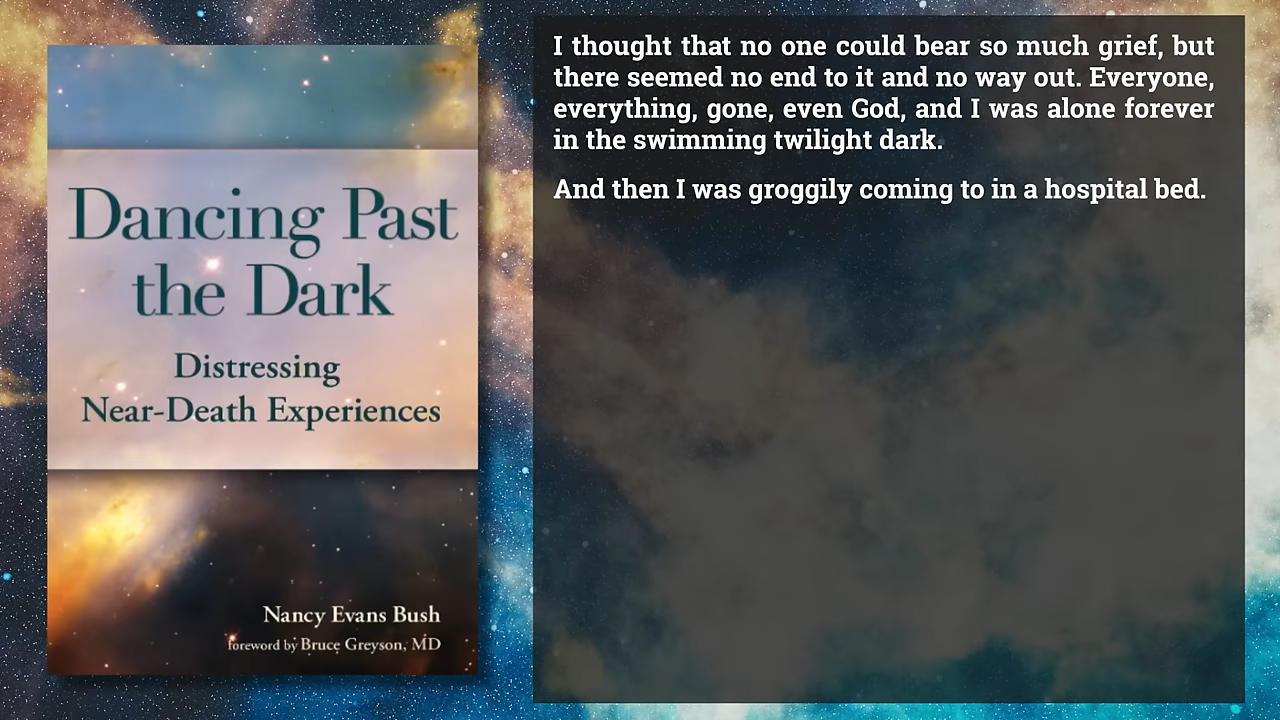 Dancing Past
the Dark
Distressing
Near-Death Experiences
Nancy Evans Bush
foreword by Bruce Greyson, MD
I thought that no one could bear so much grief, but
there seemed no end to it and no way out. Everyone,
everything, gone, even God, and I was alone forever
in the swimming twilight dark.
And then I was groggily coming to in a hospital bed.